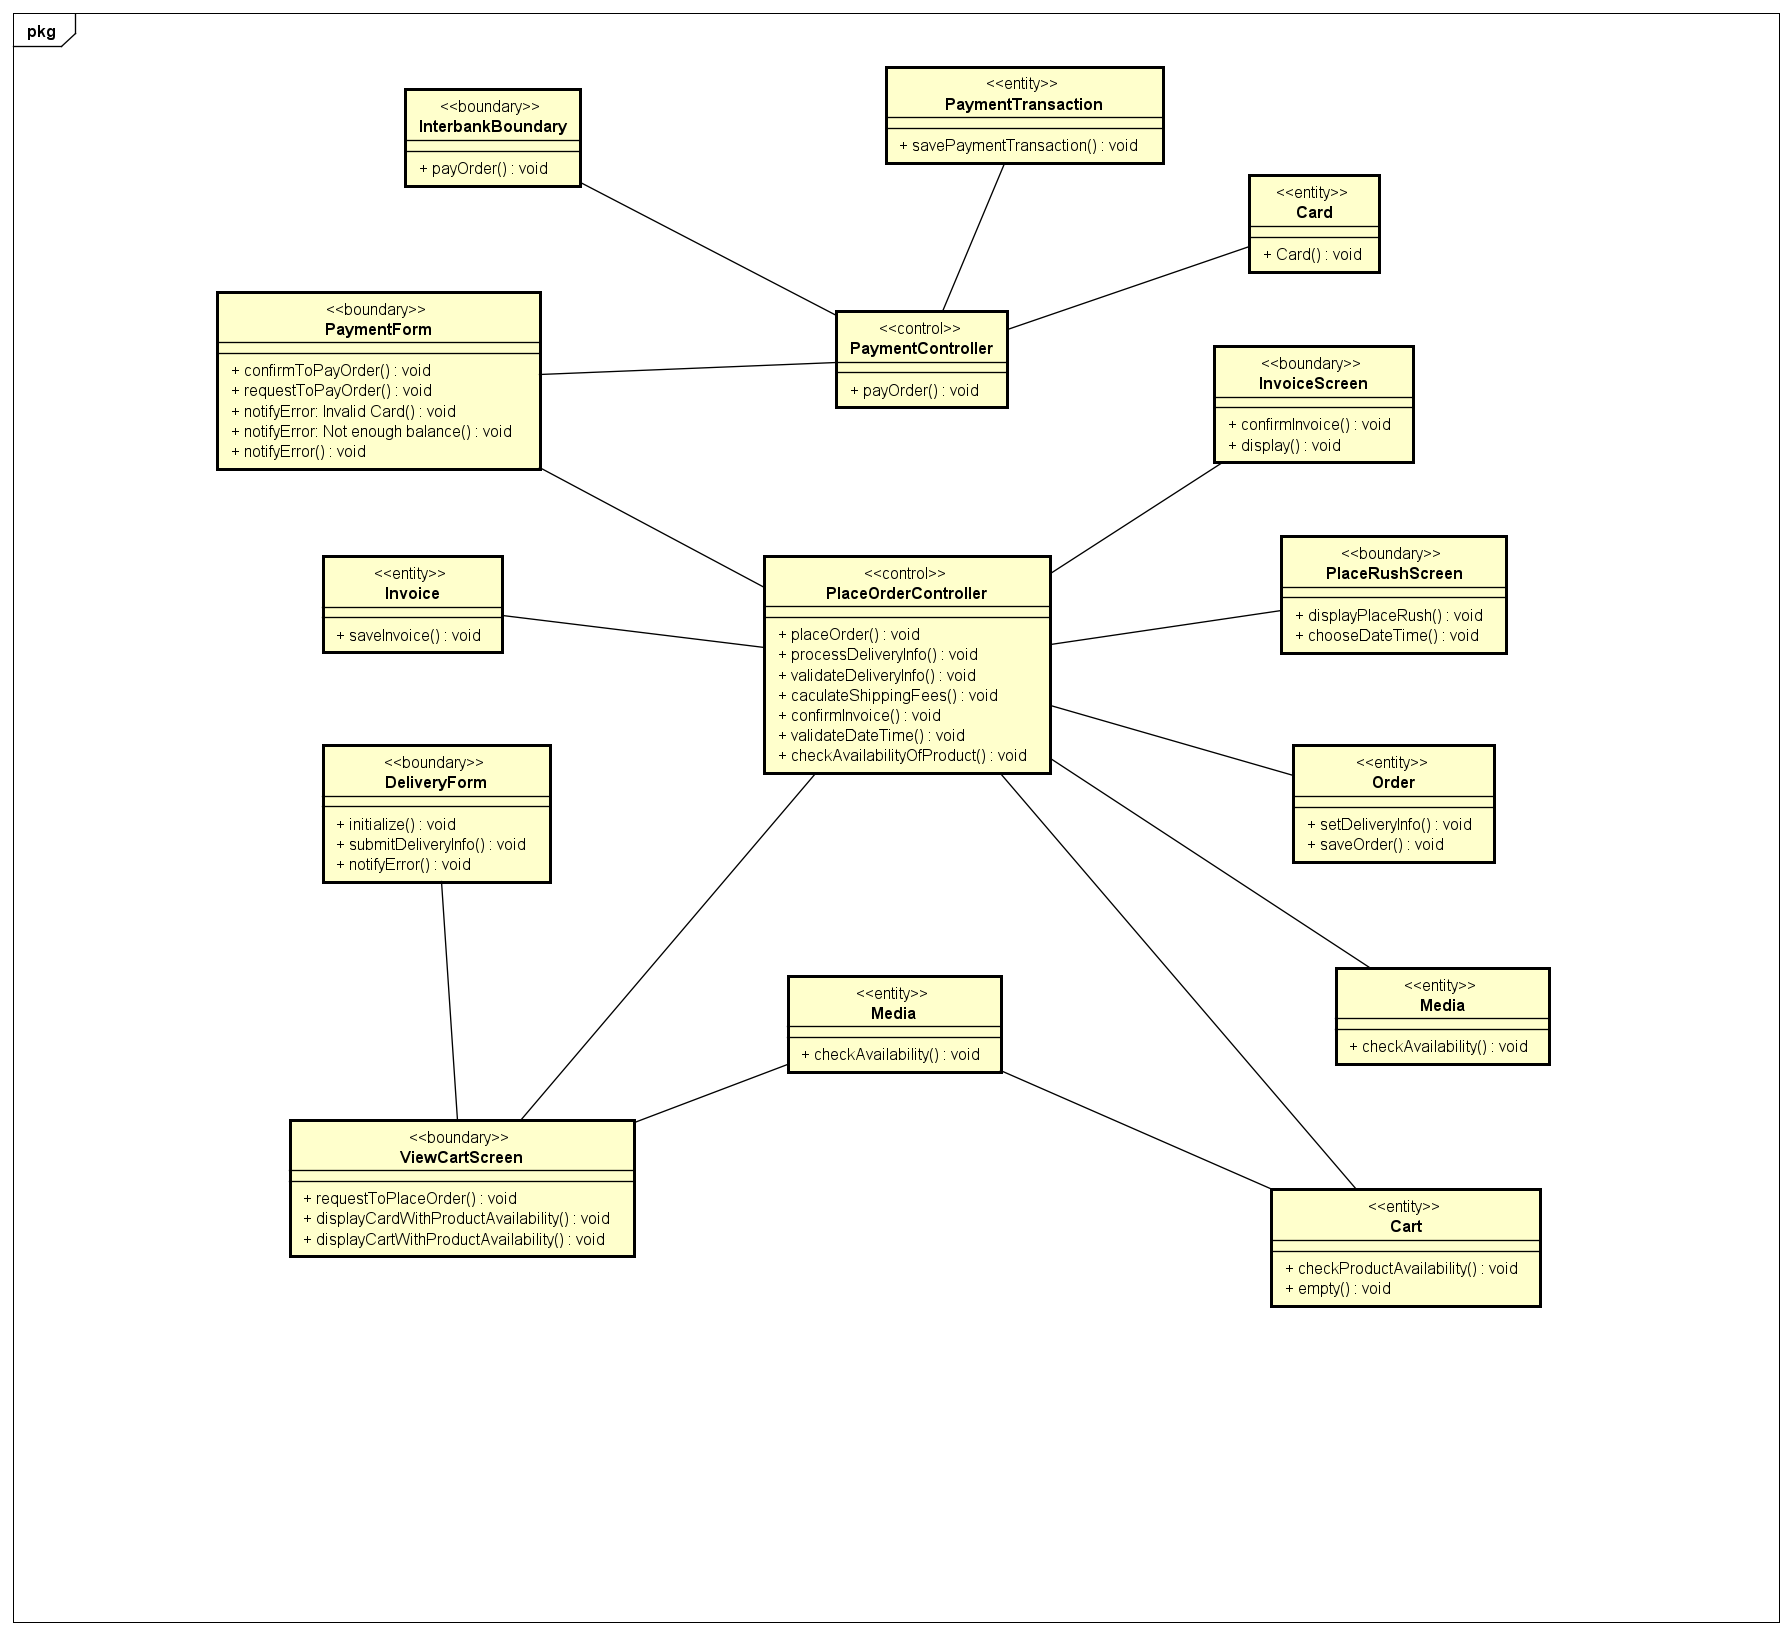 pkg
<<boundary>>
InterbankBoundary
+ payOrder() : void
<<entity>>
PaymentTransaction
+ savePaymentTransaction() : void
<<entity>>
Card
+ Card() : void
<<boundary>>
PaymentForm
+ confirmToPayOrder() : void
+ requestToPayOrder() : void
+ notifyError: Invalid Card() : void
+ notifyError: Not enough balance() : void
+ notifyError() : void
<<control>>
PaymentController
+ payOrder() : void
<<boundary>>
InvoiceScreen
+ confirmInvoice() : void
+ display() : void
<<entity>>
Invoice
+ saveInvoice() : void
<<control>>
PlaceOrderController
+ placeOrder() : void
+ processDeliveryInfo() : void
+ validateDeliveryInfo() : void
+ caculateShippingFees() : void
+ confirmInvoice() : void
+ validateDateTime() : void
+ checkAvailabilityOfProduct() : void
<<boundary>>
PlaceRushScreen
+ displayPlaceRush() : void
+ chooseDateTime() : void
<<boundary>>
DeliveryForm
+ initialize() : void
+ submitDeliveryInfo() : void
+ notifyError() : void
<<entity>>
Order
+ setDeliveryInfo() : void
+ saveOrder() : void
<<entity>>
Media
+ checkAvailability() : void
<<entity>>
Media
+ checkAvailability() : void
<<boundary>>
ViewCartScreen
+ requestToPlaceOrder() : void
+ displayCardWithProductAvailability() : void
+ displayCartWithProductAvailability() : void
<<entity>>
Cart
+ checkProductAvailability() : void
+ empty() : void